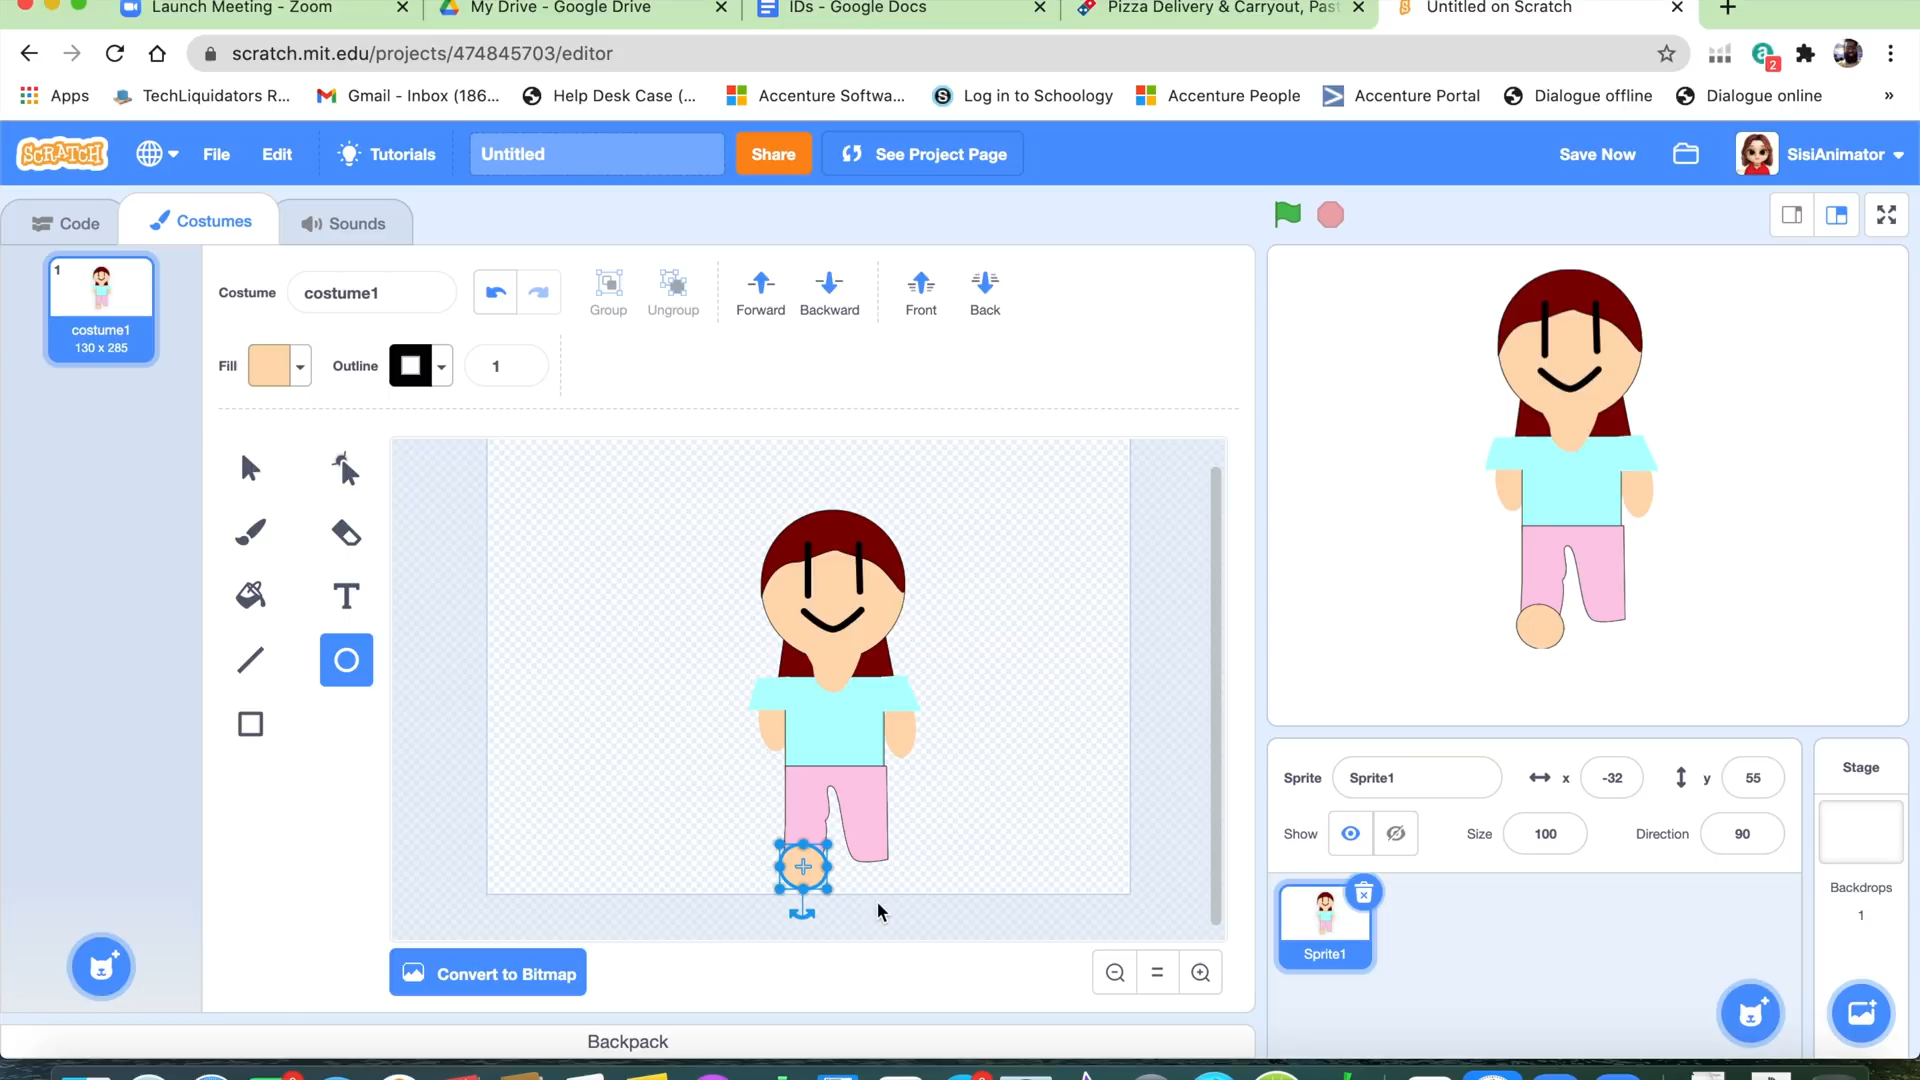 Launch Meeting - Zoom
My Drive - Google Drive
IDs - Google Docs
Pizza Delivery & Carryout, Past
Untitled on Scratch
scratch.mit.edu/projects/474845703/editor
2
Apps
TechLiquidators R...
Gmail - Inbox (186...
Help Desk Case (...
Accenture Softwa...
Log in to Schoology
Accenture People
Accenture Portal
Dialogue offline
Dialogue online
»
SCRATCH
File
Edit
Tutorials
Untitled
Share
See Project Page
Save Now
SisiAnimator
Code
Costumes
Sounds
1
costume1
130 x 285
Costume
costume1
Group
Ungroup
Forward
Backward
Front
Back
Fill
Outline
1
T
Convert to Bitmap
Backpack
Sprite
Sprite1
x
-32
y
55
Show
Size
100
Direction
90
Sprite1
Stage
Backdrops
1